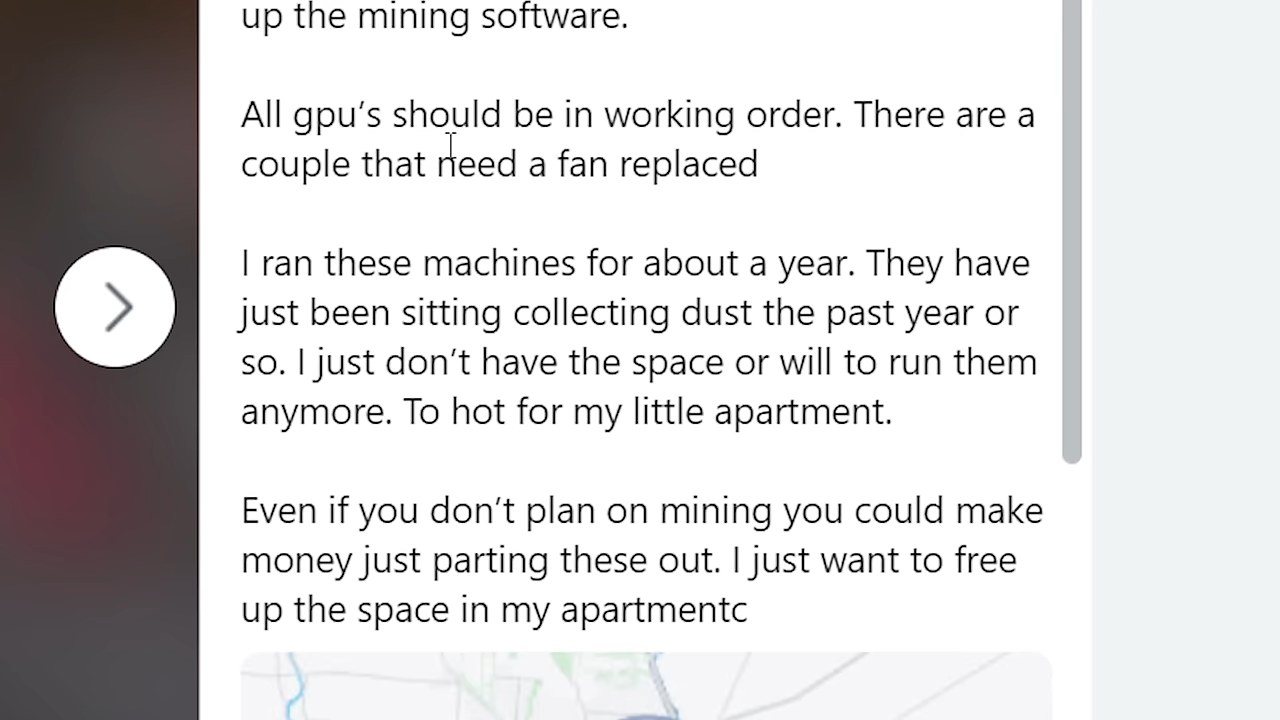 up the mining software.
All gpu’s should be in working order. There are a
couple that need a fan replaced
I ran these machines for about a year. They have
just been sitting collecting dust the past year or
so. I just don’t have the space or will to run them
anymore. To hot for my little apartment.
Even if you don’t plan on mining you could make
money just parting these out. I just want to free
up the space in my apartmentc